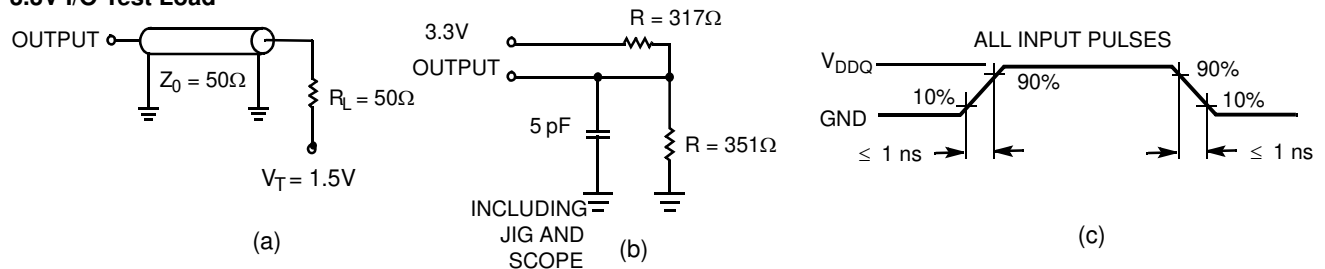 3.3V I/O Test Load
OUTPUT
Z0 = 50Ω
RL = 50Ω
VT = 1.5V
(a)
R = 317Ω
3.3V
OUTPUT
5 pF
R = 351Ω
INCLUDING
JIG AND
SCOPE
(b)
ALL INPUT PULSES
VDDQ
GND
10%
90%
90%
10%
≤ 1 ns
≤ 1 ns
(c)